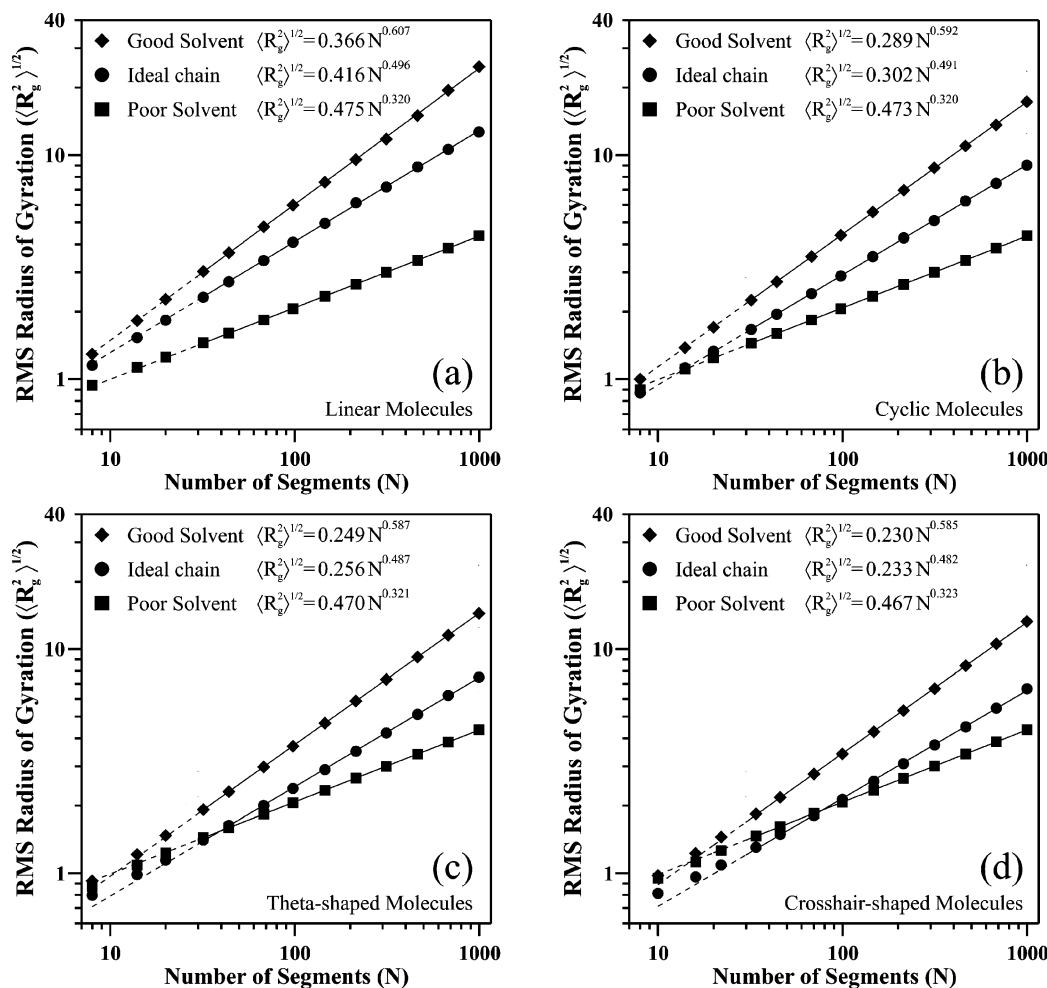 RMS Radius of Gyration (⟨R_g^2⟩^1/2)
40
10
1
◆ Good Solvent ⟨R_g^2⟩^1/2=0.366 N^0.607
● Ideal chain ⟨R_g^2⟩^1/2=0.416 N^0.496
■ Poor Solvent ⟨R_g^2⟩^1/2=0.475 N^0.320
(a)
Linear Molecules
10 100 1000
Number of Segments (N)
RMS Radius of Gyration (⟨R_g^2⟩^1/2)
40
10
1
◆ Good Solvent ⟨R_g^2⟩^1/2=0.289 N^0.592
● Ideal chain ⟨R_g^2⟩^1/2=0.302 N^0.491
■ Poor Solvent ⟨R_g^2⟩^1/2=0.473 N^0.320
(b)
Cyclic Molecules
10 100 1000
Number of Segments (N)
RMS Radius of Gyration (⟨R_g^2⟩^1/2)
40
10
1
◆ Good Solvent ⟨R_g^2⟩^1/2=0.249 N^0.587
● Ideal chain ⟨R_g^2⟩^1/2=0.256 N^0.487
■ Poor Solvent ⟨R_g^2⟩^1/2=0.470 N^0.321
(c)
Theta-shaped Molecules
10 100 1000
Number of Segments (N)
RMS Radius of Gyration (⟨R_g^2⟩^1/2)
40
10
1
◆ Good Solvent ⟨R_g^2⟩^1/2=0.230 N^0.585
● Ideal chain ⟨R_g^2⟩^1/2=0.233 N^0.482
■ Poor Solvent ⟨R_g^2⟩^1/2=0.467 N^0.323
(d)
Crosshair-shaped Molecules
10 100 1000
Number of Segments (N)